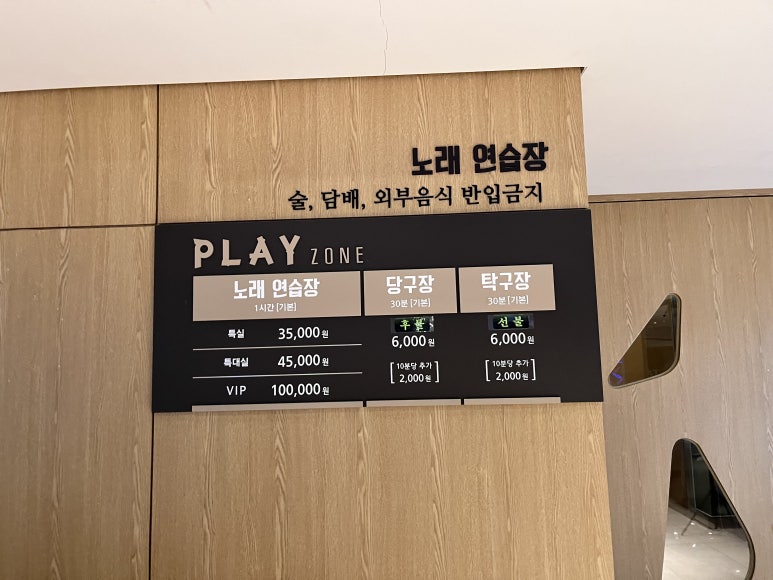 노래 연습장
술, 담배, 외부음식 반입금지
PLAY ZONE
노래 연습장
1시간 [기본]
특실 35,000원
특대실 45,000원
VIP 100,000원
당구장
30분 [기본]
후불
6,000원
[10분당 추가
2,000원]
탁구장
30분 [기본]
선불
6,000원
[10분당 추가
2,000원]